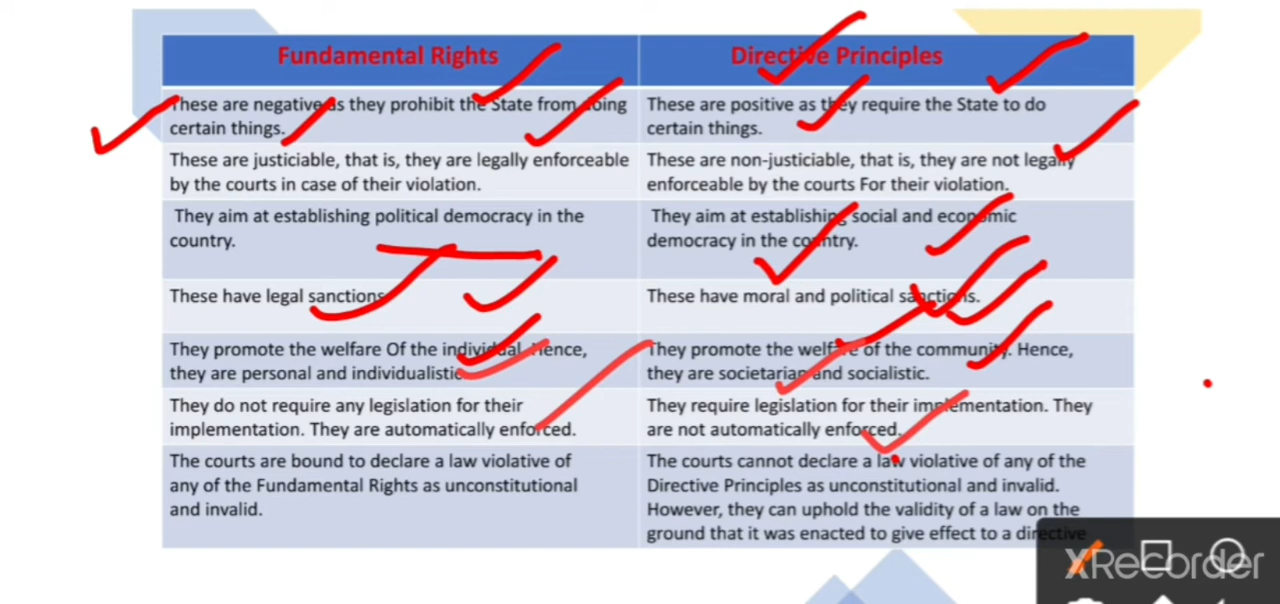 Fundamental Rights
Directive Principles
These are negative as they prohibit the State from doing
certain things.
These are positive as they require the State to do
certain things.
These are justiciable, that is, they are legally enforceable
by the courts in case of their violation.
These are non-justiciable, that is, they are not legally
enforceable by the courts For their violation.
They aim at establishing political democracy in the
country.
They aim at establishing social and economic
democracy in the country.
These have legal sanctions
These have moral and political sanctions.
They promote the welfare Of the individual. Hence,
they are personal and individualistic
They promote the welfare of the community. Hence,
they are societarian and socialistic.
They do not require any legislation for their
implementation. They are automatically enforced.
They require legislation for their implementation. They
are not automatically enforced.
The courts are bound to declare a law violative of
any of the Fundamental Rights as unconstitutional
and invalid.
The courts cannot declare a law violative of any of the
Directive Principles as unconstitutional and invalid.
However, they can uphold the validity of a law on the
ground that it was enacted to give effect to a directive
XRecorder